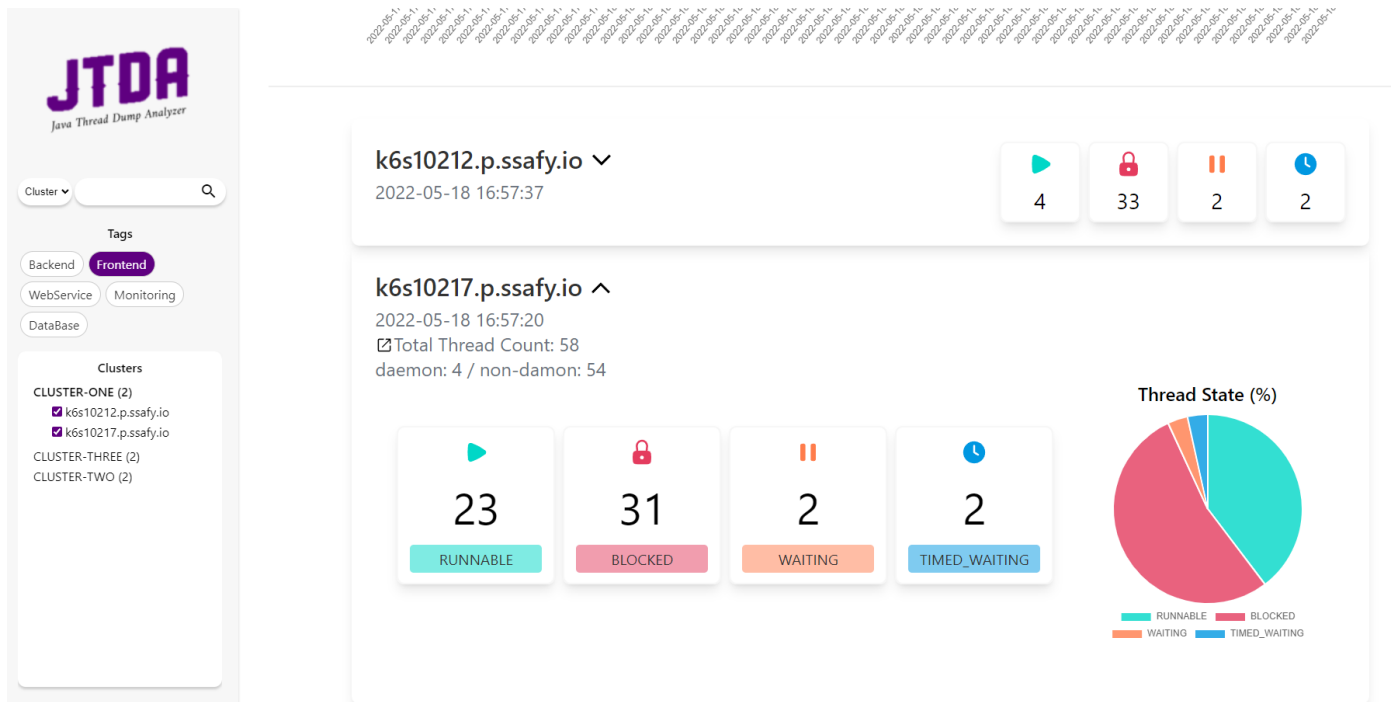 JTDA
Java Thread Dump Analyzer
Cluster
Tags
Backend Frontend
WebService Monitoring
DataBase
Clusters
CLUSTER-ONE (2)
k6s10212.p.ssafy.io
k6s10217.p.ssafy.io
CLUSTER-THREE (2)
CLUSTER-TWO (2)
k6s10212.p.ssafy.io
2022-05-18 16:57:37
4 33 2 2
k6s10217.p.ssafy.io
2022-05-18 16:57:20
Total Thread Count: 58
daemon: 4 / non-damon: 54
23 31 2 2
RUNNABLE BLOCKED WAITING TIMED_WAITING
Thread State (%)
RUNNABLE BLOCKED
WAITING TIMED_WAITING